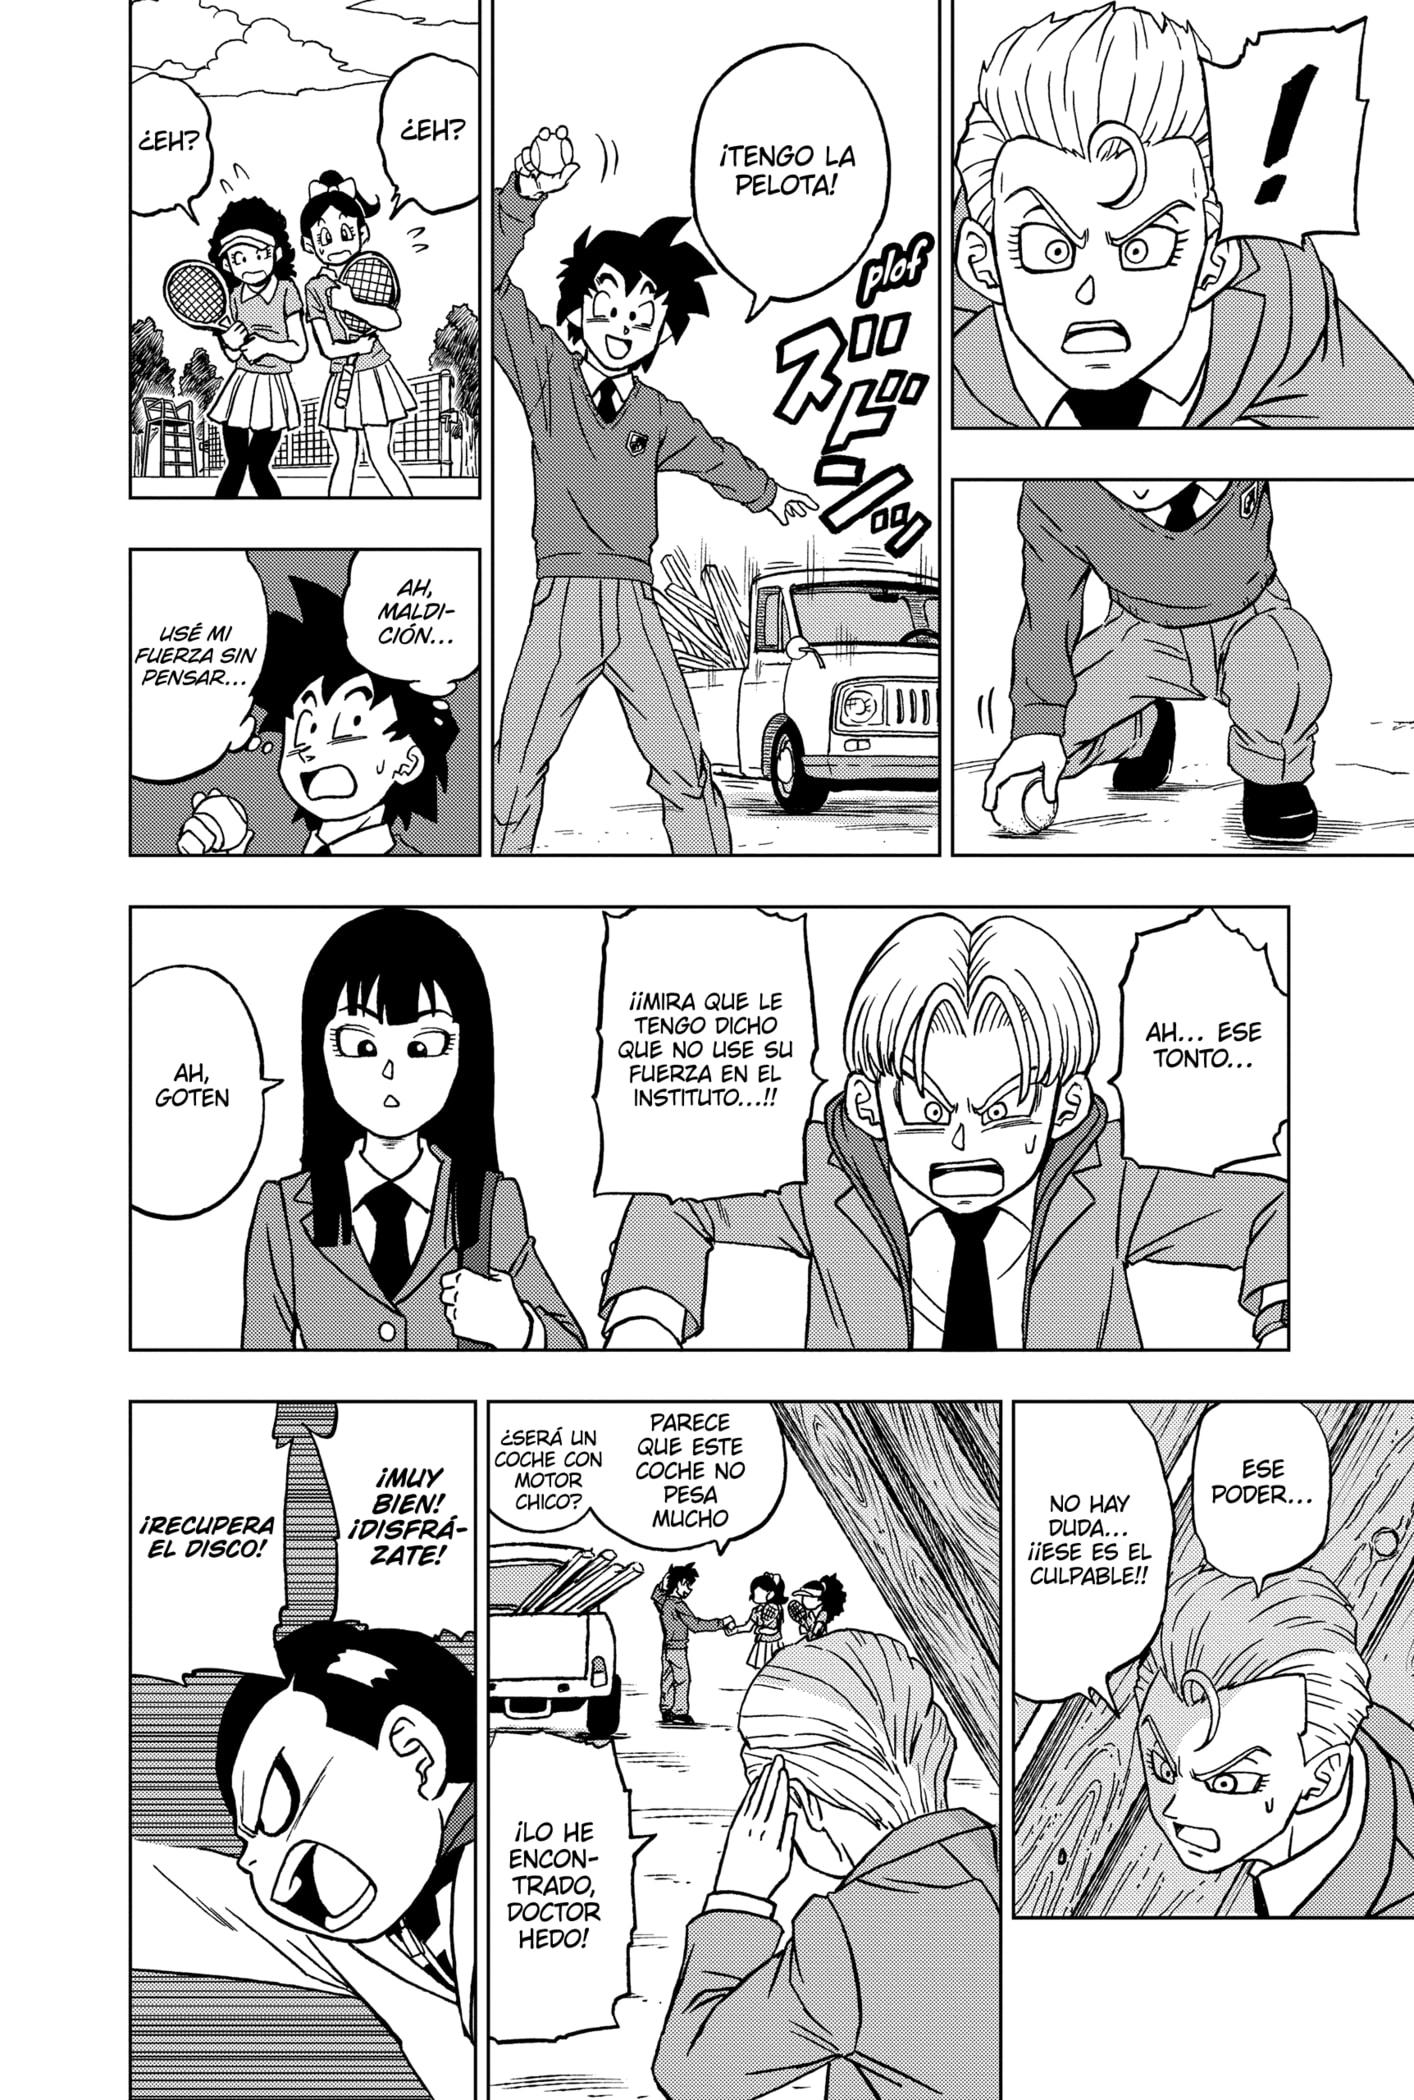 !
¡TENGO LA
PELOTA!
plof
ズドンッ
¿EH?
¿EH?
AH,
MALDI-
CIÓN...
USÉ MI
FUERZA SIN
PENSAR...
AH... ESE
TONTO...
¡¡MIRA QUE LE
TENGO DICHO
QUE NO USE SU
FUERZA EN EL
INSTITUTO...!!
AH,
GOTEN
ESE
PODER...
NO HAY
DUDA...
¡¡ESE ES EL
CULPABLE!!
PARECE
QUE ESTE
COCHE NO
PESA
MUCHO
¿SERÁ UN
COCHE CON
MOTOR
CHICO?
¡LO HE
ENCON-
TRADO,
DOCTOR
HEDO!
¡MUY
BIEN!
¡DISFRÁ-
ZATE!
¡RECUPERA
EL DISCO!